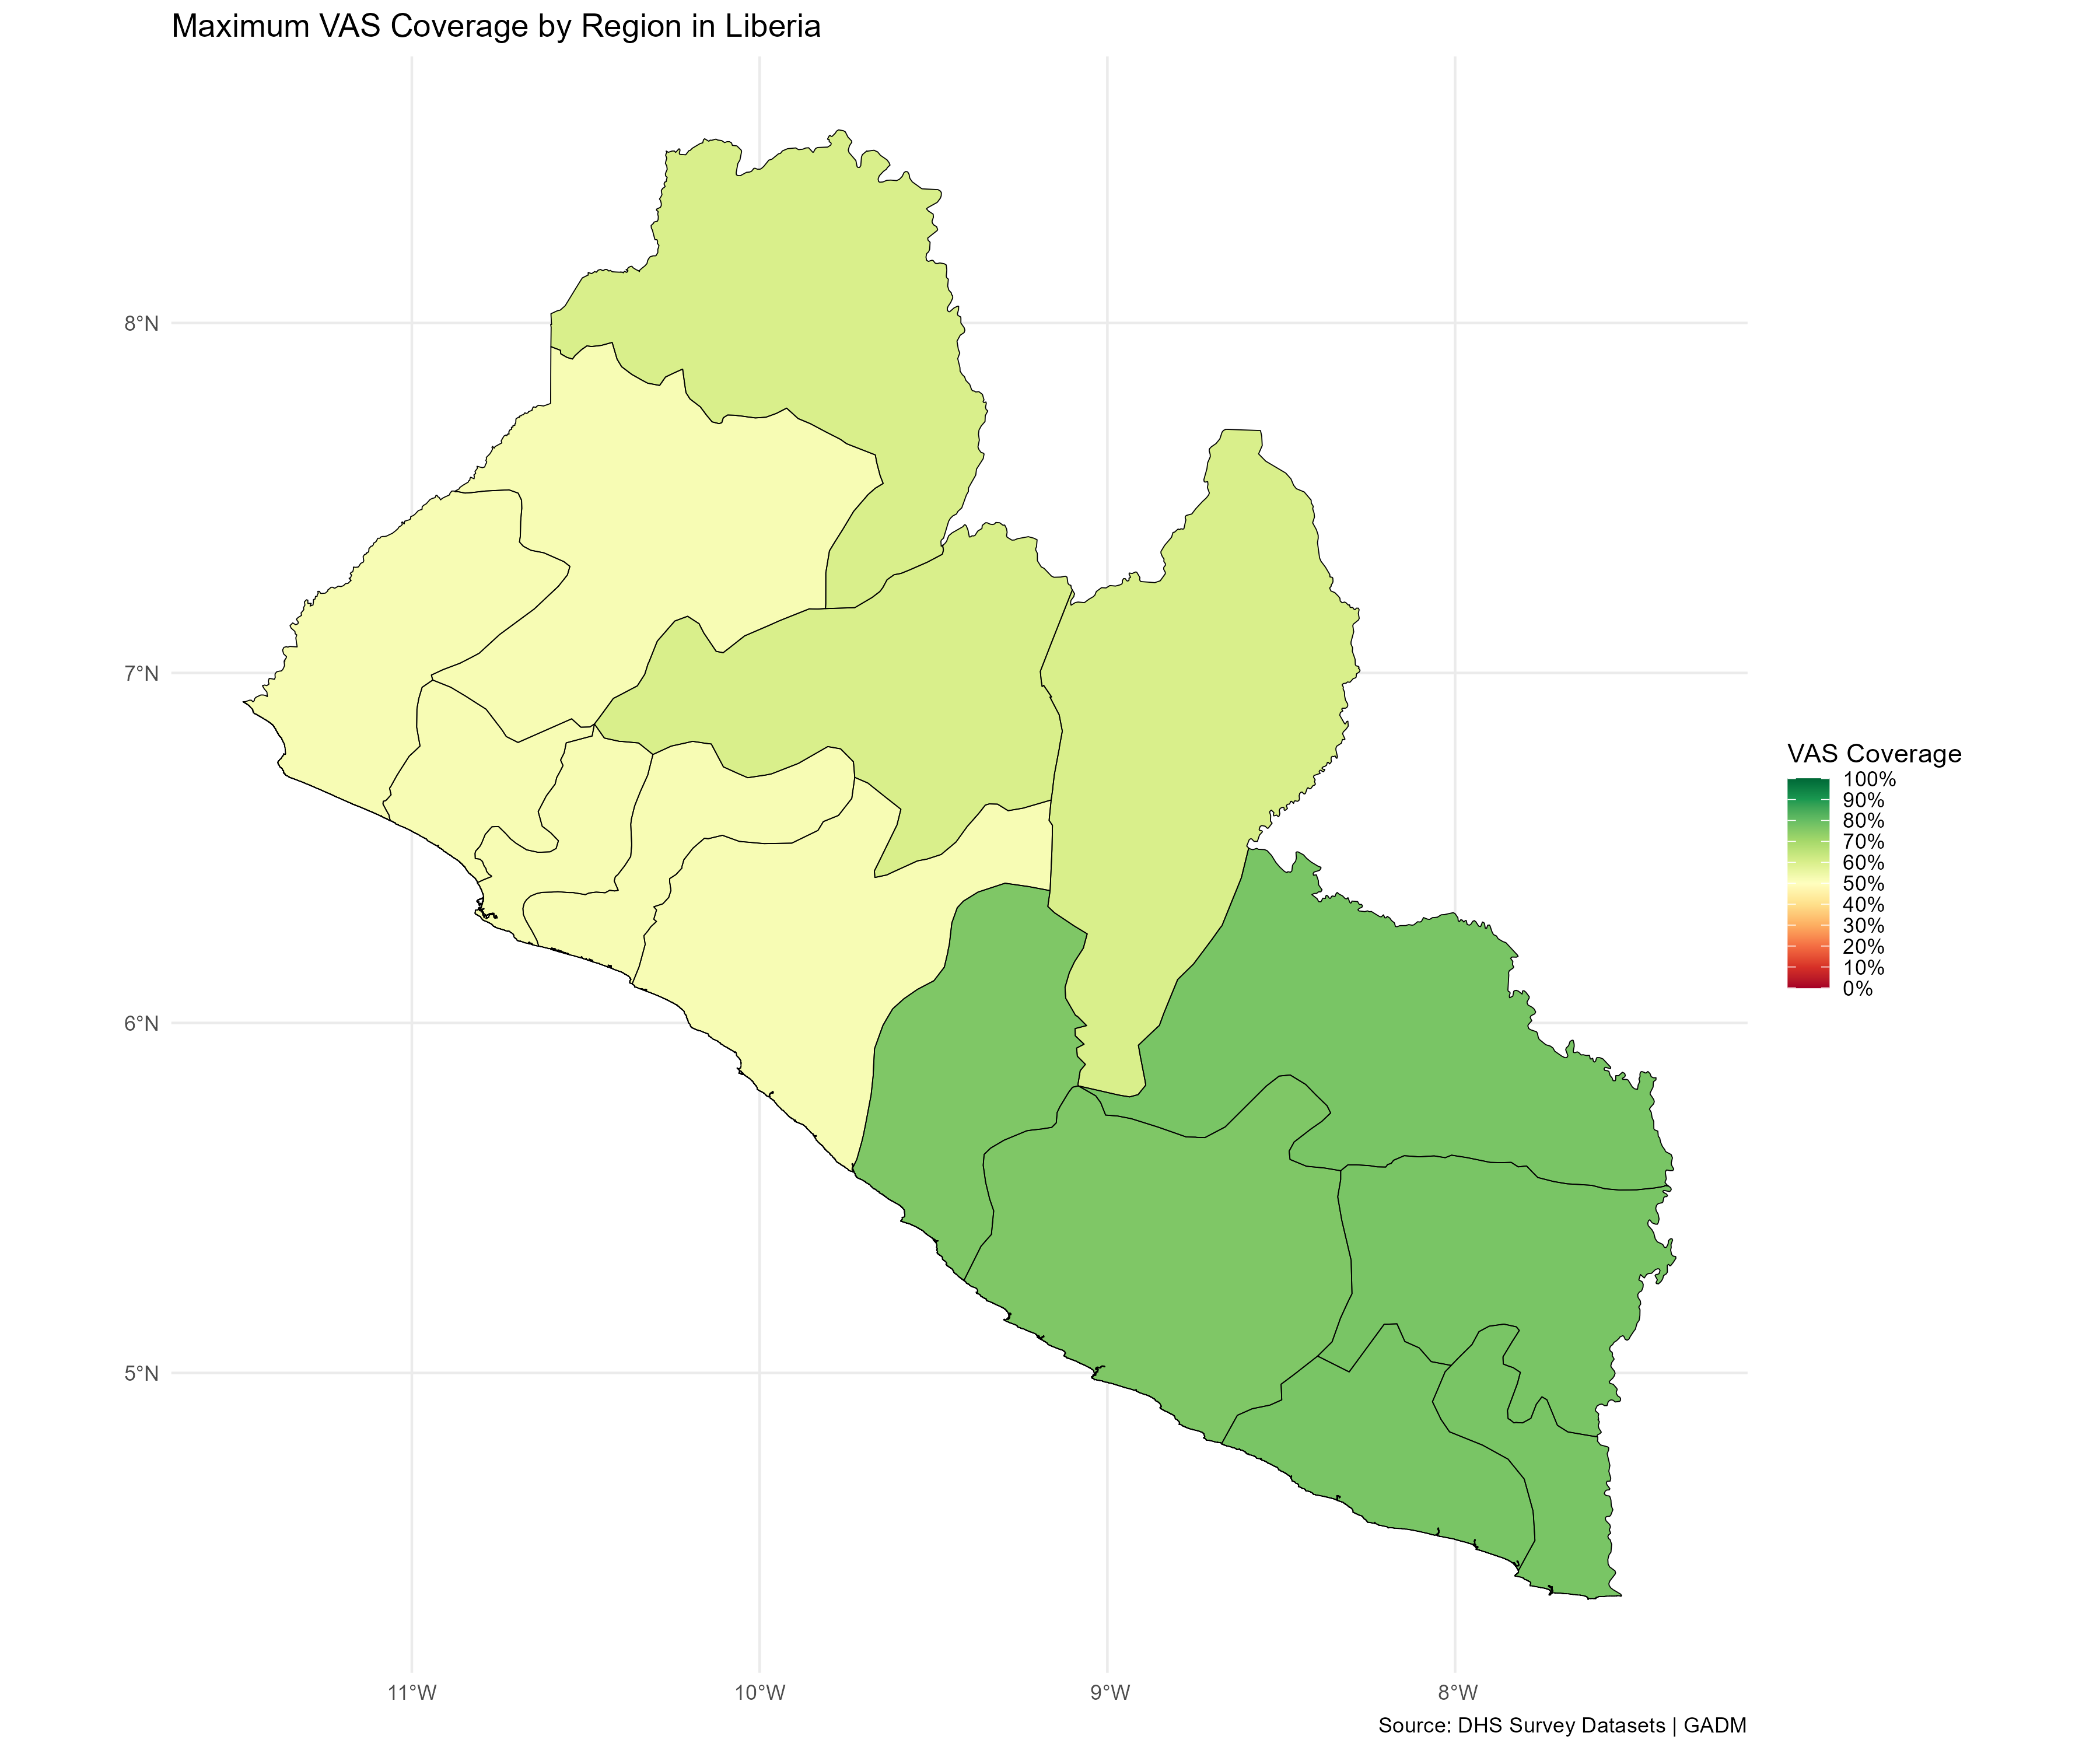 Maximum VAS Coverage by Region in Liberia
8°N
7°N
6°N
5°N
11°W
10°W
9°W
8°W
VAS Coverage
100%
90%
80%
70%
60%
50%
40%
30%
20%
10%
0%
Source: DHS Survey Datasets | GADM